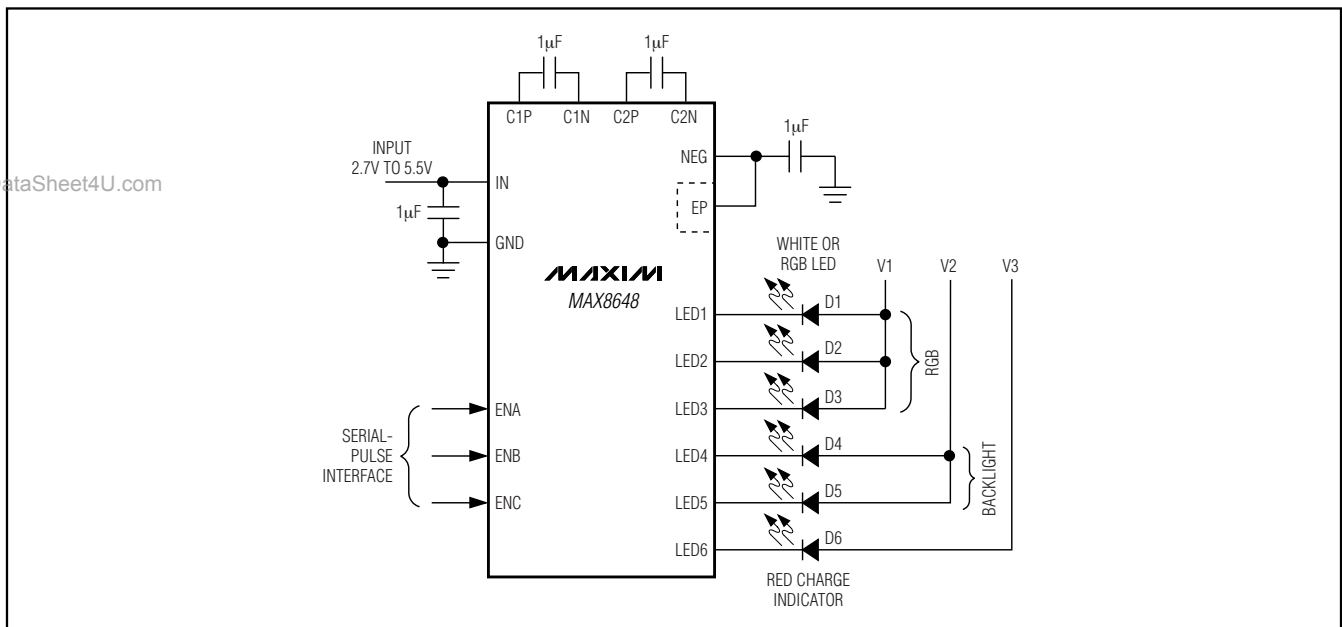 1µF
1µF
C1P
C1N
C2P
C2N
1µF
NEG
INPUT
2.7V TO 5.5V
ataSheet4U.com
IN
EP
1µF
GND
WHITE OR
RGB LED
V1
V2
V3
MAXIM
MAX8648
LED1
D1
LED2
D2
RGB
LED3
D3
ENA
SERIAL-
PULSE
INTERFACE
LED4
D4
ENB
BACKLIGHT
LED5
D5
ENC
LED6
D6
RED CHARGE
INDICATOR